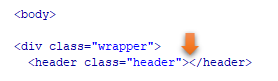 <body>
<div class="wrapper">
<header class="header"></header>